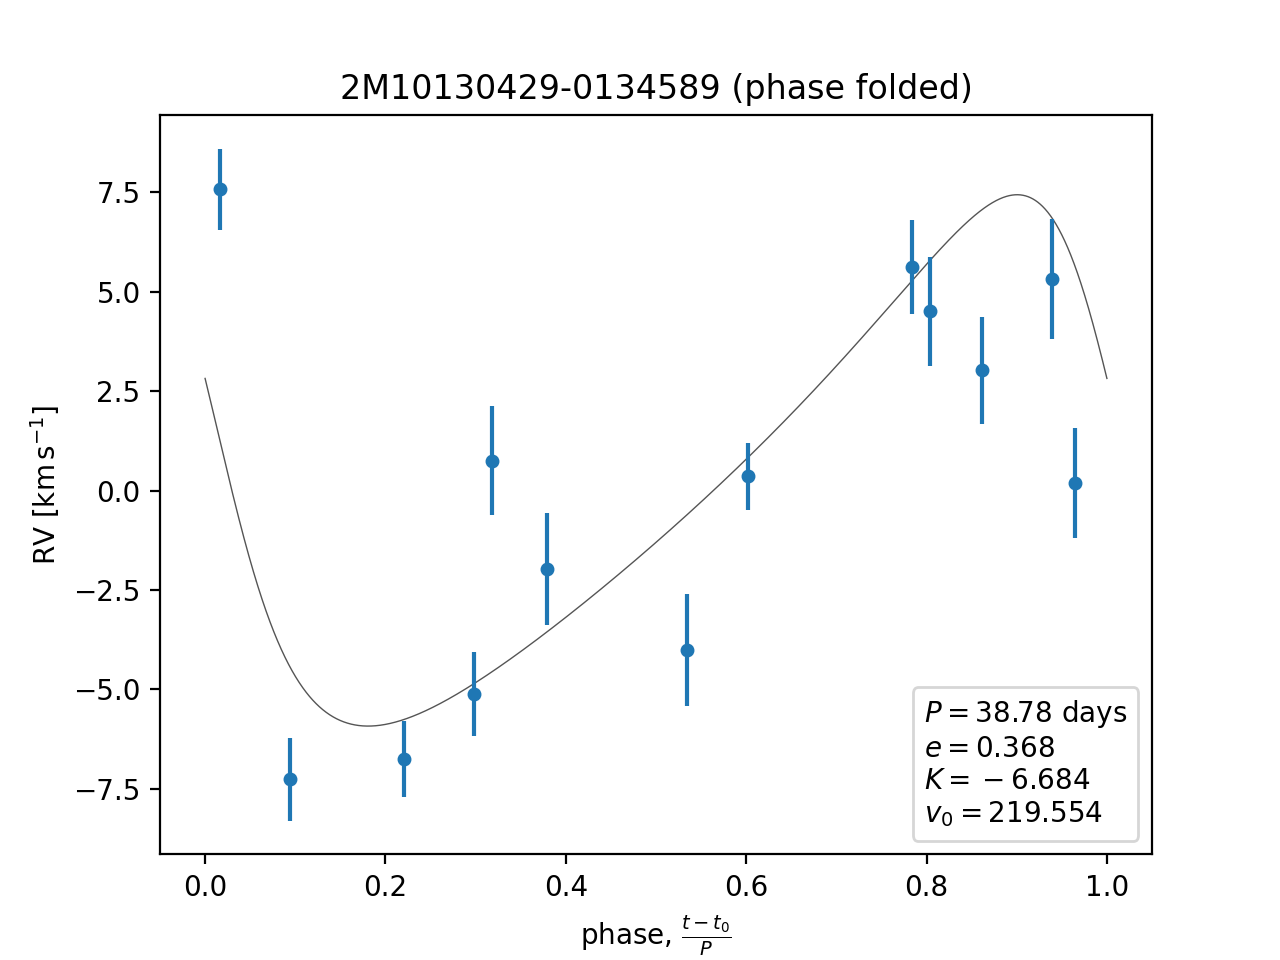 2M10130429-0134589 (phase folded)
RV [km s⁻¹]
7.5
5.0
2.5
0.0
−2.5
−5.0
−7.5
P = 38.78 days
e = 0.368
K = −6.684
v₀ = 219.554
0.0 0.2 0.4 0.6 0.8 1.0
phase, (t − t₀)/P